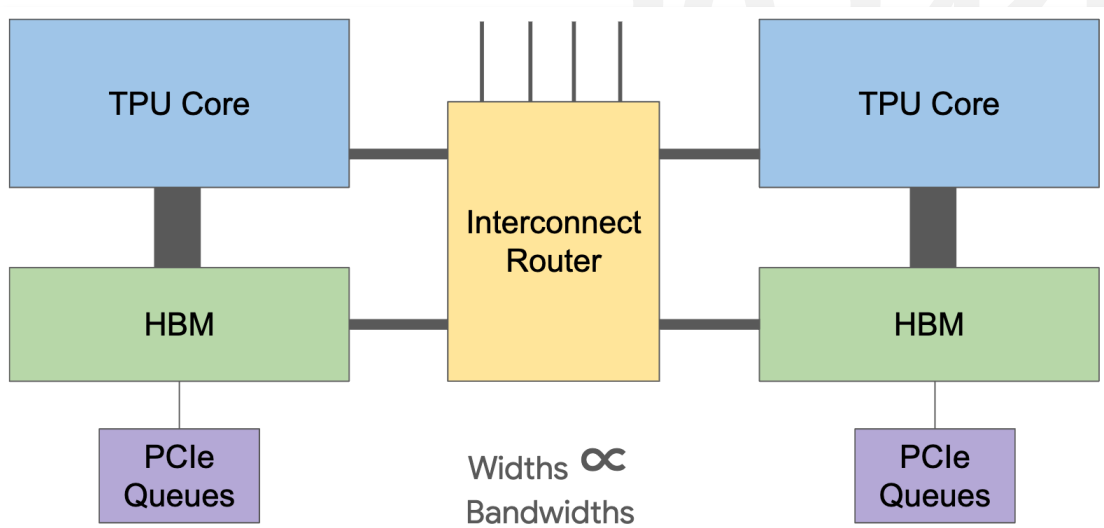 TPU Core
TPU Core
Interconnect
Router
HBM
HBM
PCIe
Queues
PCIe
Queues
Widths ∝
Bandwidths